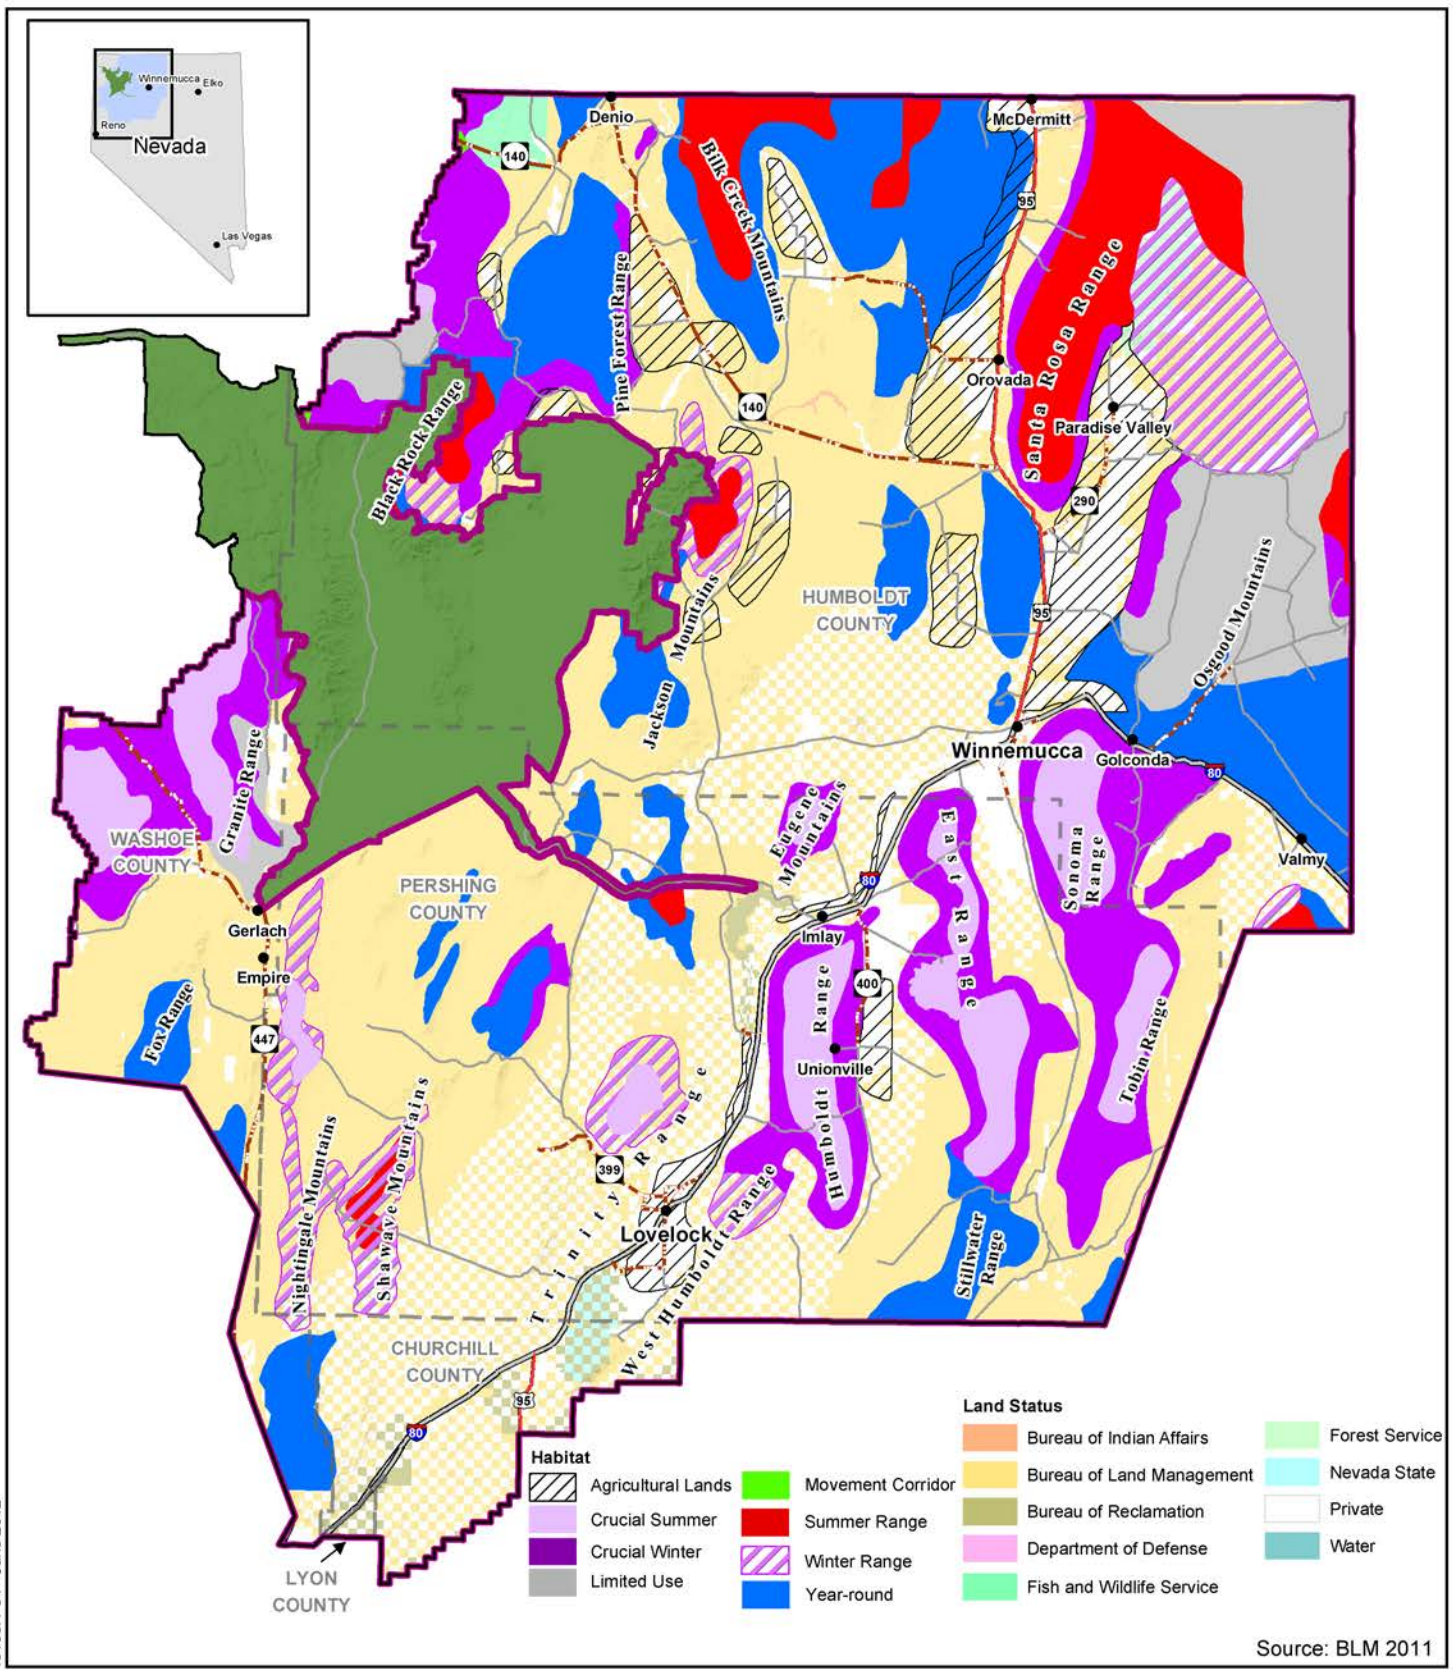 Winnemucca
Elko
Reno
Nevada
Las Vegas
Denio
McDermitt
140
Bilk Creek Mountains
95
Pine Forest Range
Santa Rosa Range
Orovada
Black Rock Range
140
Paradise Valley
290
HUMBOLDT
COUNTY
95
Osgood Mountains
Jackson Mountains
Granite Range
Winnemucca
Golconda
80
WASHOE
COUNTY
Eugene
Mountains
East Range
Sonoma
Range
Valmy
PERSHING
COUNTY
80
Gerlach
Imlay
Empire
400
Fox Range
447
Humboldt Range
Unionville
Tobin Range
Nightingale Mountains
Shawave Mountains
399
Trinity Range
Lovelock
West Humboldt Range
Stillwater
Range
CHURCHILL
COUNTY
95
80
LYON
COUNTY
Habitat
Agricultural Lands
Crucial Summer
Crucial Winter
Limited Use
Movement Corridor
Summer Range
Winter Range
Year-round
Land Status
Bureau of Indian Affairs
Bureau of Land Management
Bureau of Reclamation
Department of Defense
Fish and Wildlife Service
Forest Service
Nevada State
Private
Water
Source: BLM 2011